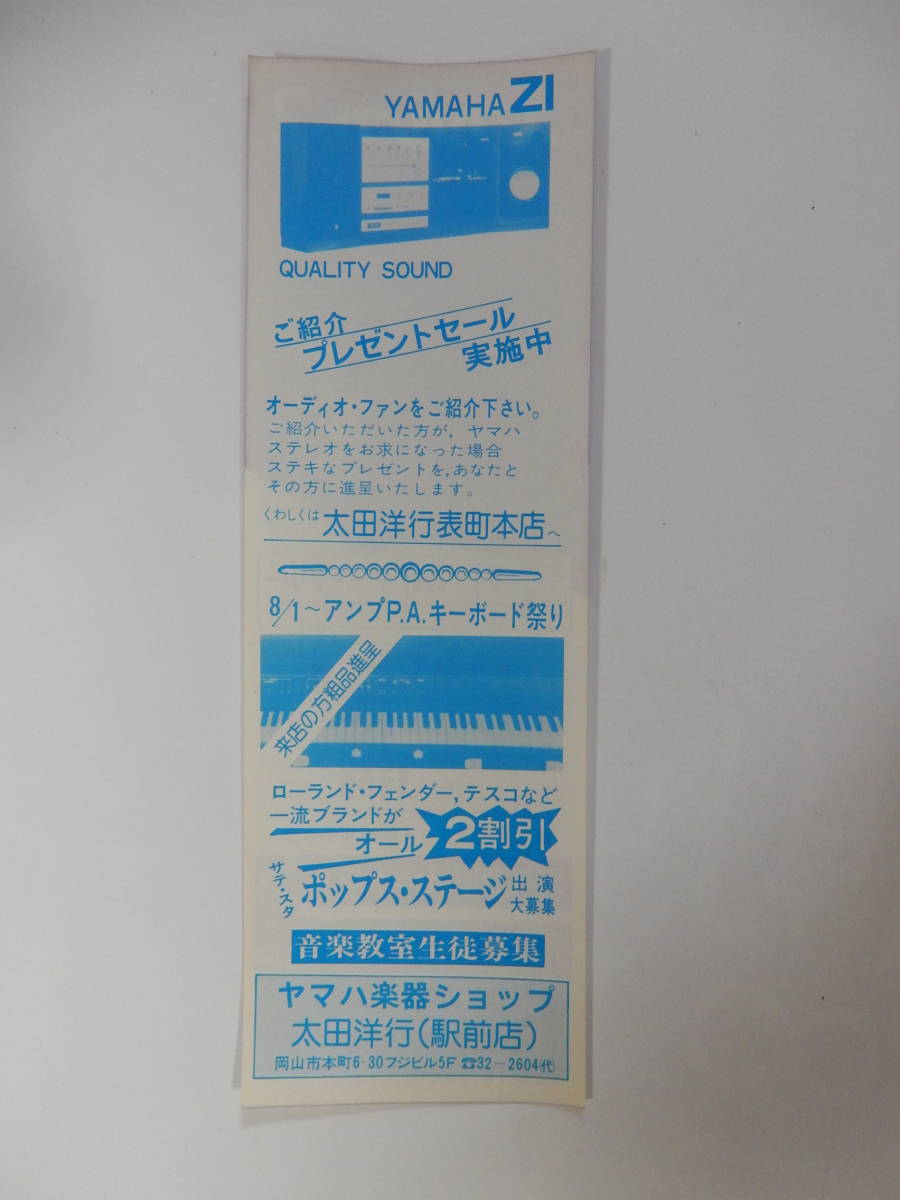 YAMAHA ZI
QUALITY SOUND
ご紹介
プレゼントセール
実施中
オーディオ・ファンをご紹介下さい。
ご紹介いただいた方が，ヤマハ
ステレオをお求になった場合
ステキなプレゼントを，あなたと
その方に進呈いたします。
くわしくは 太田洋行表町本店へ
8/1～アンプP.A.キーボード祭り
来店の方粗品進呈
ローランド・フェンダー，テスコなど
一流ブランドが
オール 2割引
サテ・スタ ポップス・ステージ 出演
大募集
音楽教室生徒募集
ヤマハ楽器ショップ
太田洋行(駅前店)
岡山市本町6-30フジビル5F ☎32-2604(代)